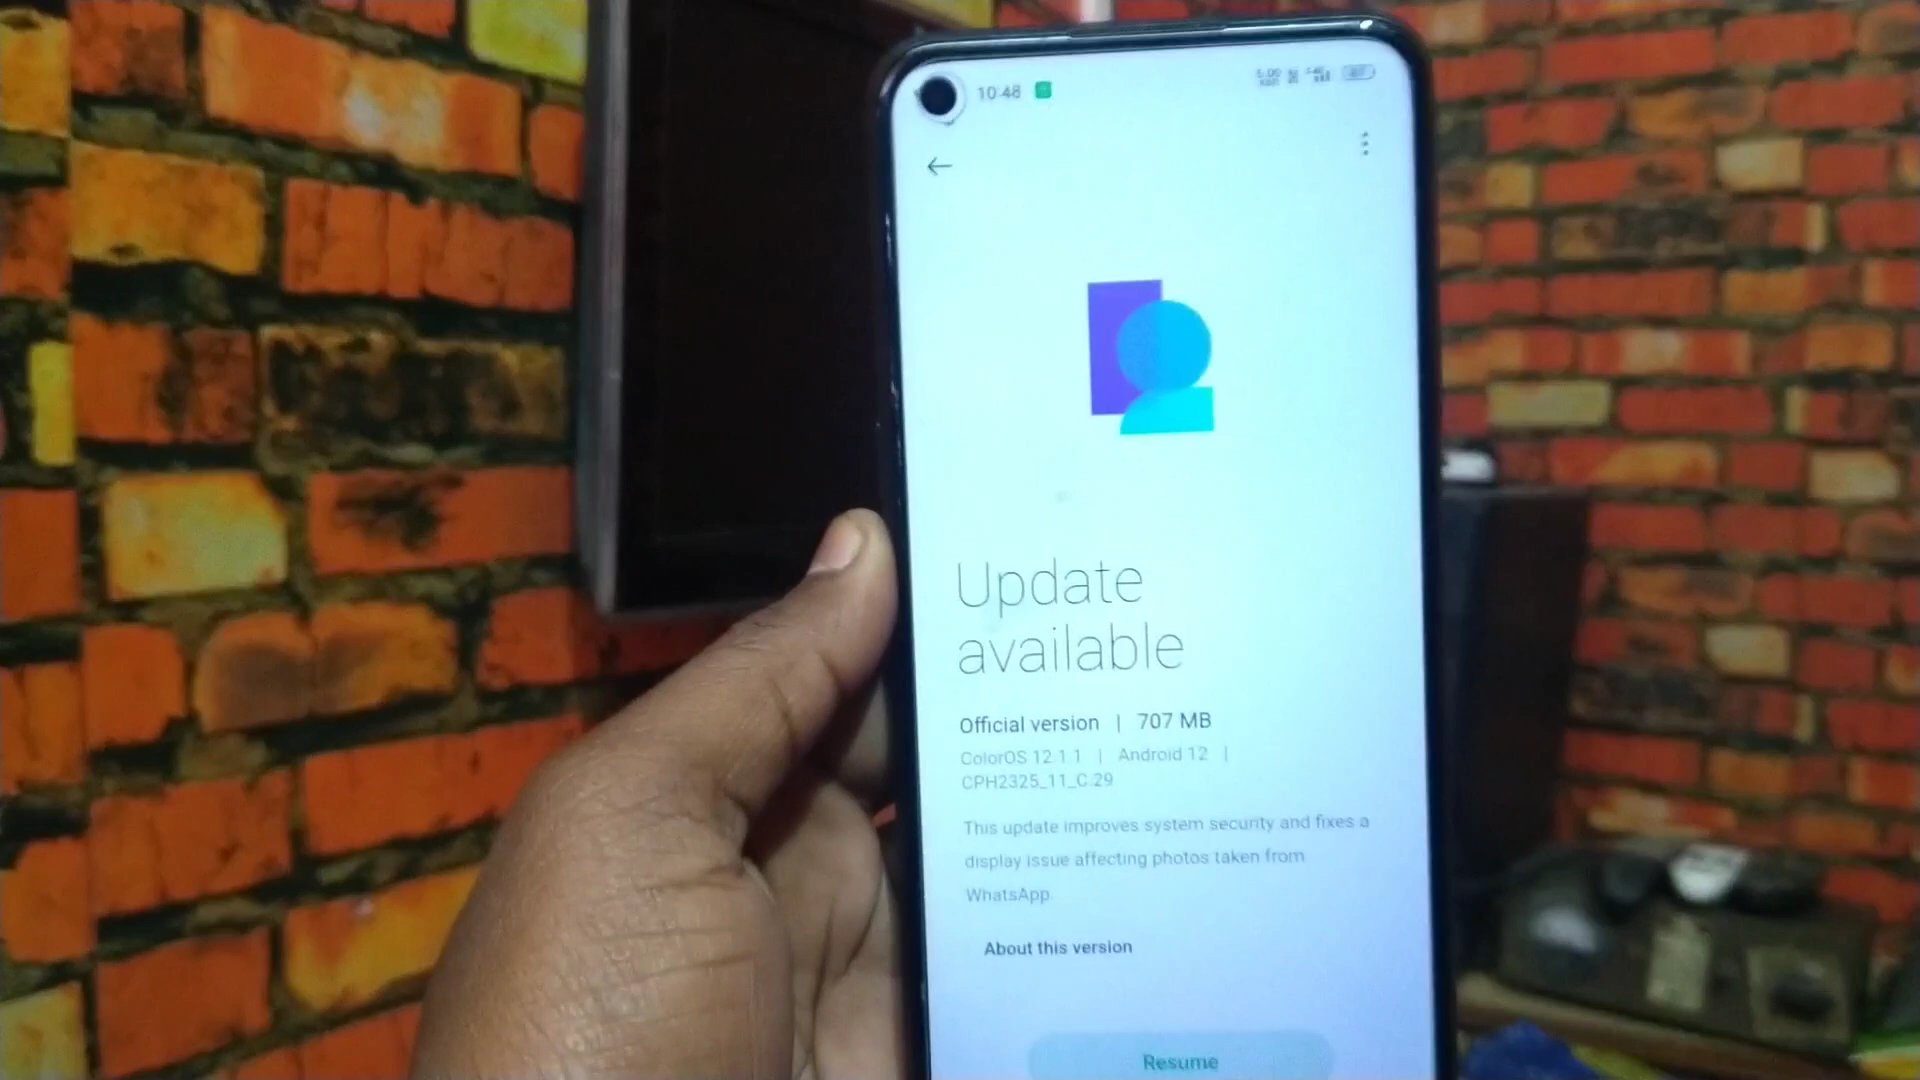 10:48
Update
available
Official version | 707 MB
ColorOS 12.1.1 | Android 12 |
CPH2325_11_C.29
This update improves system security and fixes a
display issue affecting photos taken from
WhatsApp
About this version
Resume